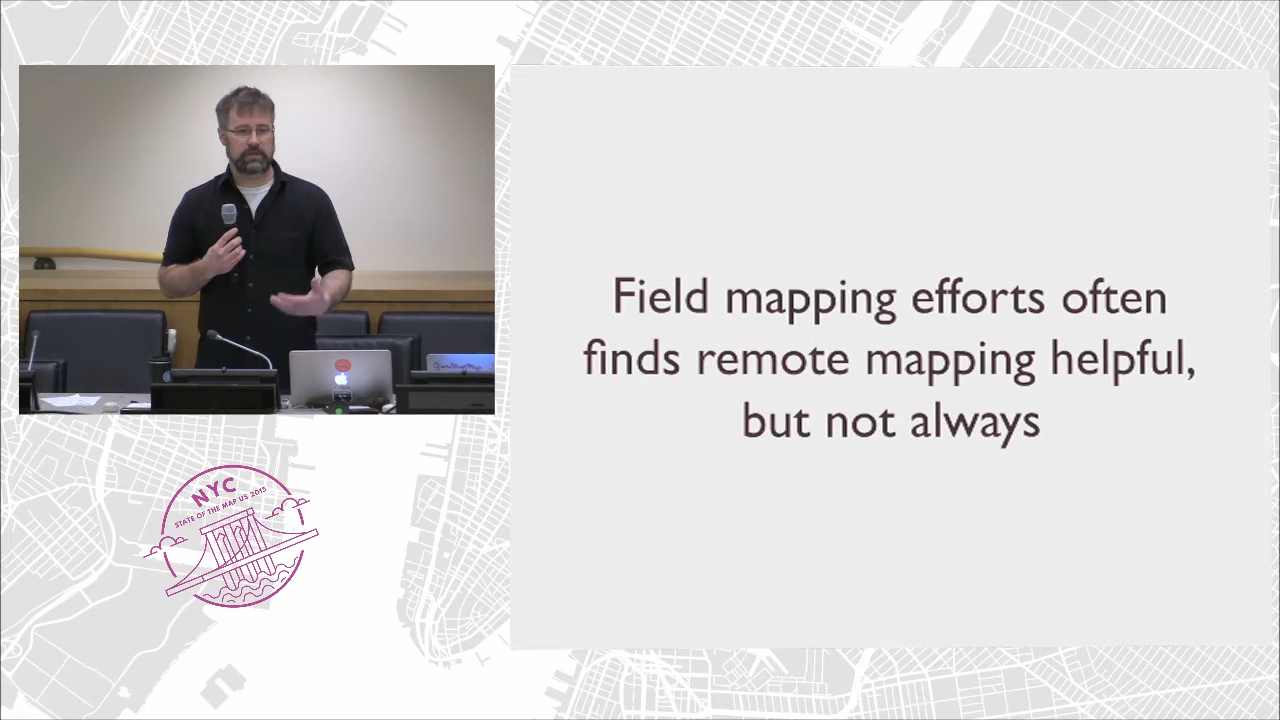 Field mapping efforts often
finds remote mapping helpful,
but not always
NYC
STATE OF THE MAP US 2015